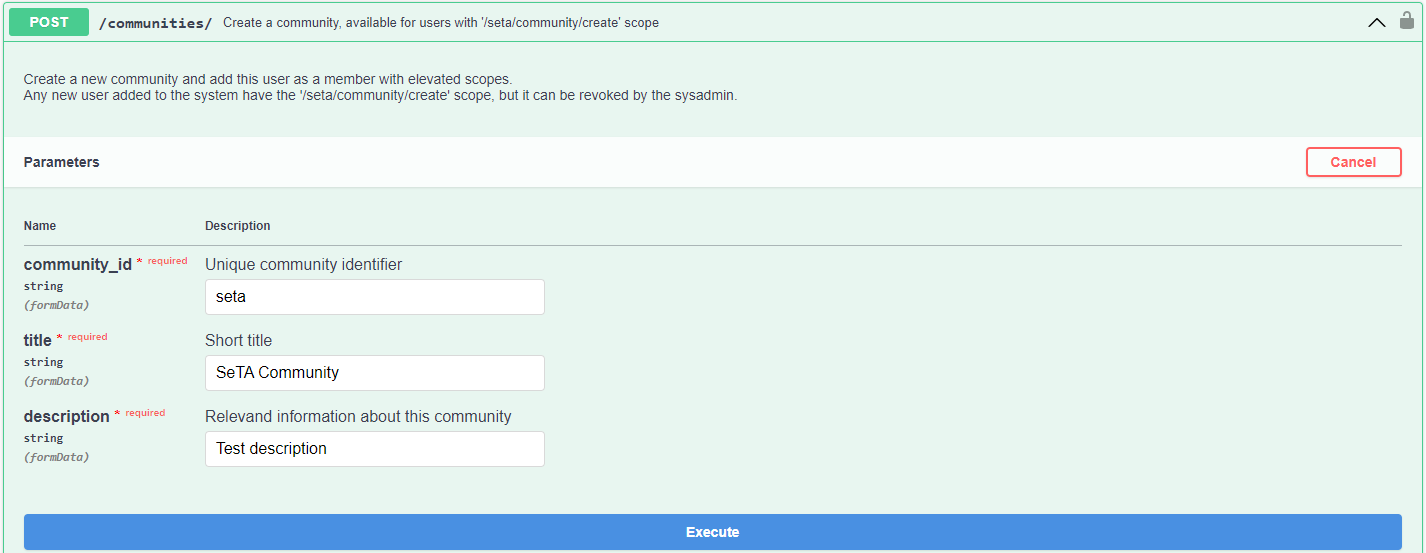 POST /communities/ Create a community, available for users with '/seta/community/create' scope
Create a new community and add this user as a member with elevated scopes.
Any new user added to the system have the '/seta/community/create' scope, but it can be revoked by the sysadmin.
Parameters Cancel
Name Description
community_id * required Unique community identifier
string
(formData)
seta
title * required Short title
string
(formData)
SeTA Community
description * required Relevand information about this community
string
(formData)
Test description
Execute